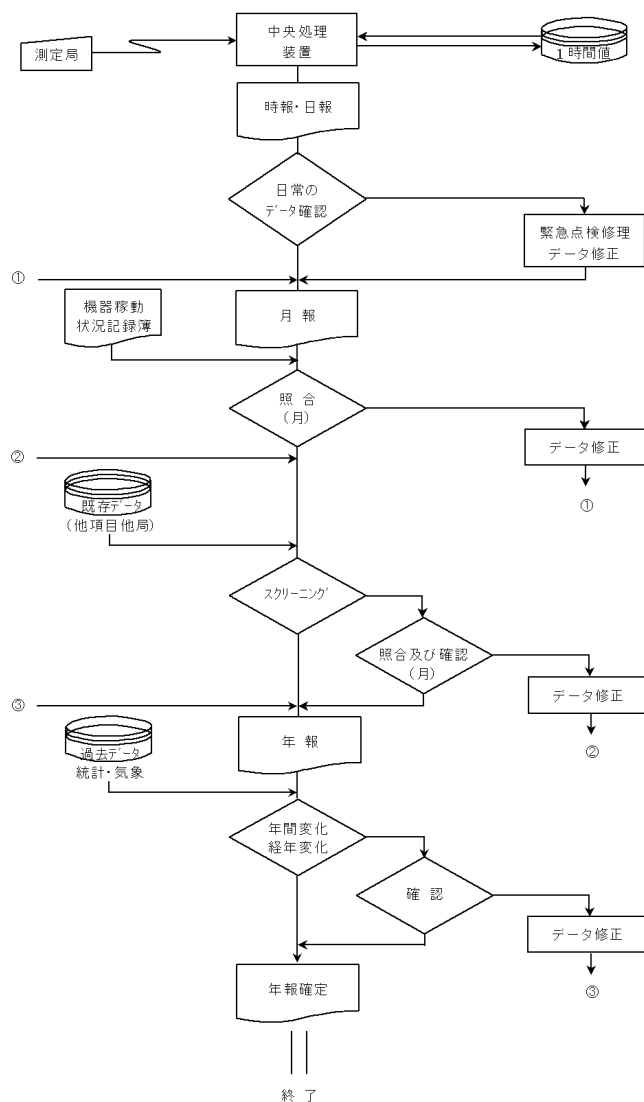 測定局
中央処理
装置
1時間値
時報・日報
日常の
データ確認
緊急点検修理
データ修正
①
機器稼動
状況記録簿
月報
照合
(月)
データ修正
①
②
既存データ
(他項目他局)
スクリーニング
照合及び確認
(月)
データ修正
②
③
過去データ
統計・気象
年報
年間変化
経年変化
確認
データ修正
③
年報確定
終了